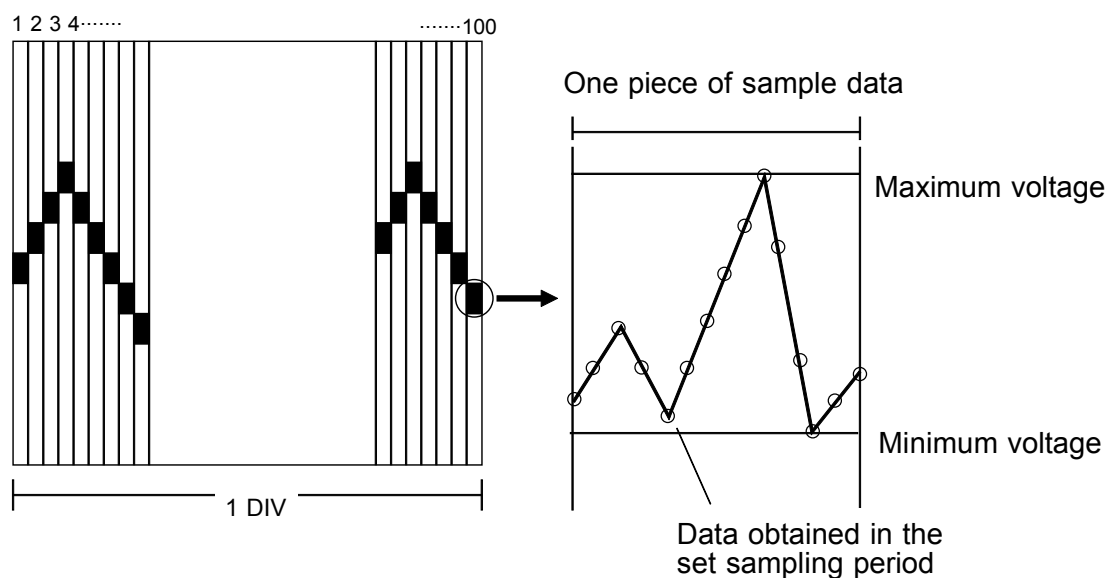 1 2 3 4······· ·······100
One piece of sample data
Maximum voltage
Minimum voltage
1 DIV
Data obtained in the
set sampling period